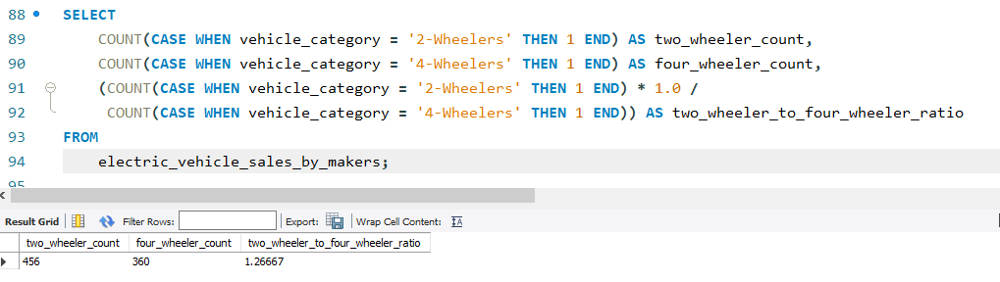 88 SELECT
89 COUNT(CASE WHEN vehicle_category = '2-Wheelers' THEN 1 END) AS two_wheeler_count,
90 COUNT(CASE WHEN vehicle_category = '4-Wheelers' THEN 1 END) AS four_wheeler_count,
91 (COUNT(CASE WHEN vehicle_category = '2-Wheelers' THEN 1 END) * 1.0 /
92 COUNT(CASE WHEN vehicle_category = '4-Wheelers' THEN 1 END)) AS two_wheeler_to_four_wheeler_ratio
93 FROM
94 electric_vehicle_sales_by_makers;
95
Result Grid Filter Rows: Export: Wrap Cell Content:
two_wheeler_count four_wheeler_count two_wheeler_to_four_wheeler_ratio
456 360 1.26667